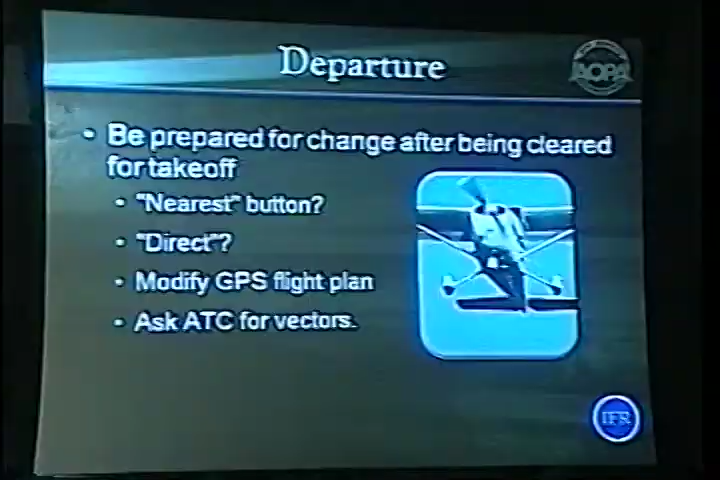 Departure
AOPA
• Be prepared for change after being cleared
for takeoff
• "Nearest" button?
• "Direct"?
• Modify GPS flight plan
• Ask ATC for vectors.
IFR